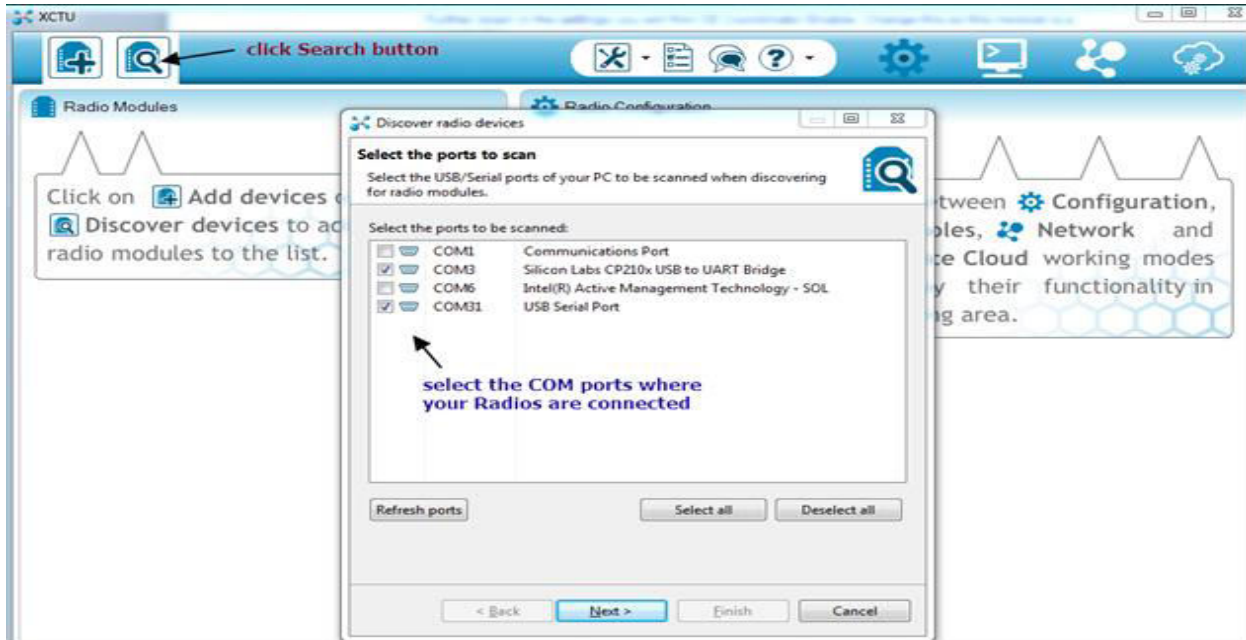 XCTU
click Search button
Radio Modules
Radio Configuration
Discover radio devices
Select the ports to scan
Select the USB/Serial ports of your PC to be scanned when discovering
for radio modules.
Click on Add devices
Discover devices to ad
radio modules to the list.
tween Configuration,
oles, Network and
te Cloud working modes
y their functionality in
ng area.
Select the ports to be scanned:
COM1 Communications Port
COM3 Silicon Labs CP210x USB to UART Bridge
COM6 Intel(R) Active Management Technology - SOL
COM31 USB Serial Port
select the COM ports where
your Radios are connected
Refresh ports Select all Deselect all
< Back Next > Finish Cancel